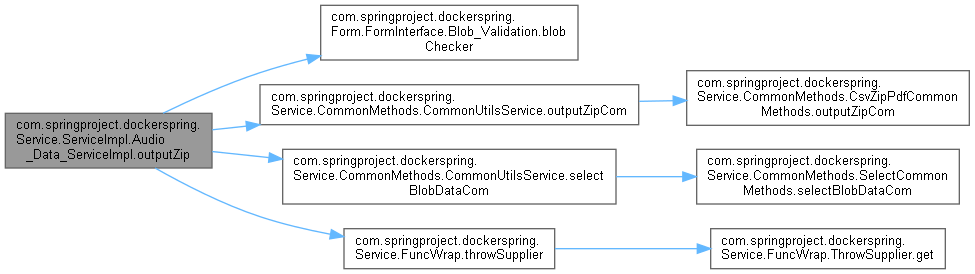 com.springproject.dockerspring.
Service.ServiceImpl.Audio
_Data_ServiceImpl.outputZip
com.springproject.dockerspring.
Form.FormInterface.Blob_Validation.blob
Checker
com.springproject.dockerspring.
Service.CommonMethods.CommonUtilsService.outputZipCom
com.springproject.dockerspring.
Service.CommonMethods.CsvZipPdfCommon
Methods.outputZipCom
com.springproject.dockerspring.
Service.CommonMethods.CommonUtilsService.select
BlobDataCom
com.springproject.dockerspring.
Service.CommonMethods.SelectCommon
Methods.selectBlobDataCom
com.springproject.dockerspring.
Service.FuncWrap.throwSupplier
com.springproject.dockerspring.
Service.FuncWrap.ThrowSupplier.get